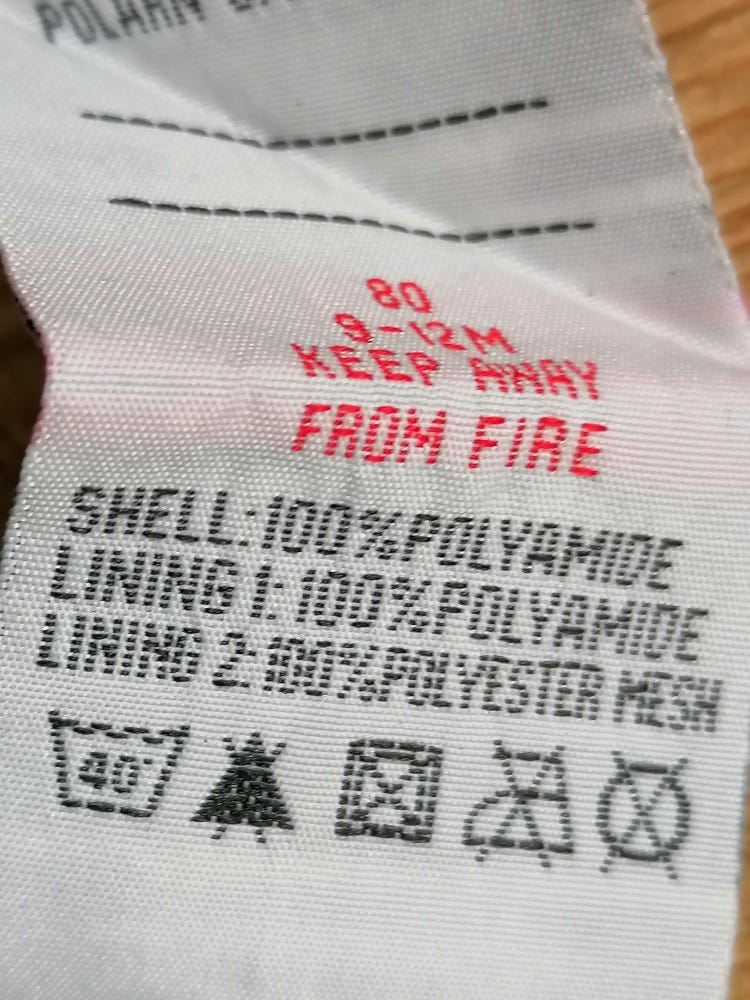 80
9-12M
KEEP AWAY
FROM FIRE
SHELL:100%POLYAMIDE
LINING 1:100%POLYAMIDE
LINING 2:100%POLYESTER MESH
40°